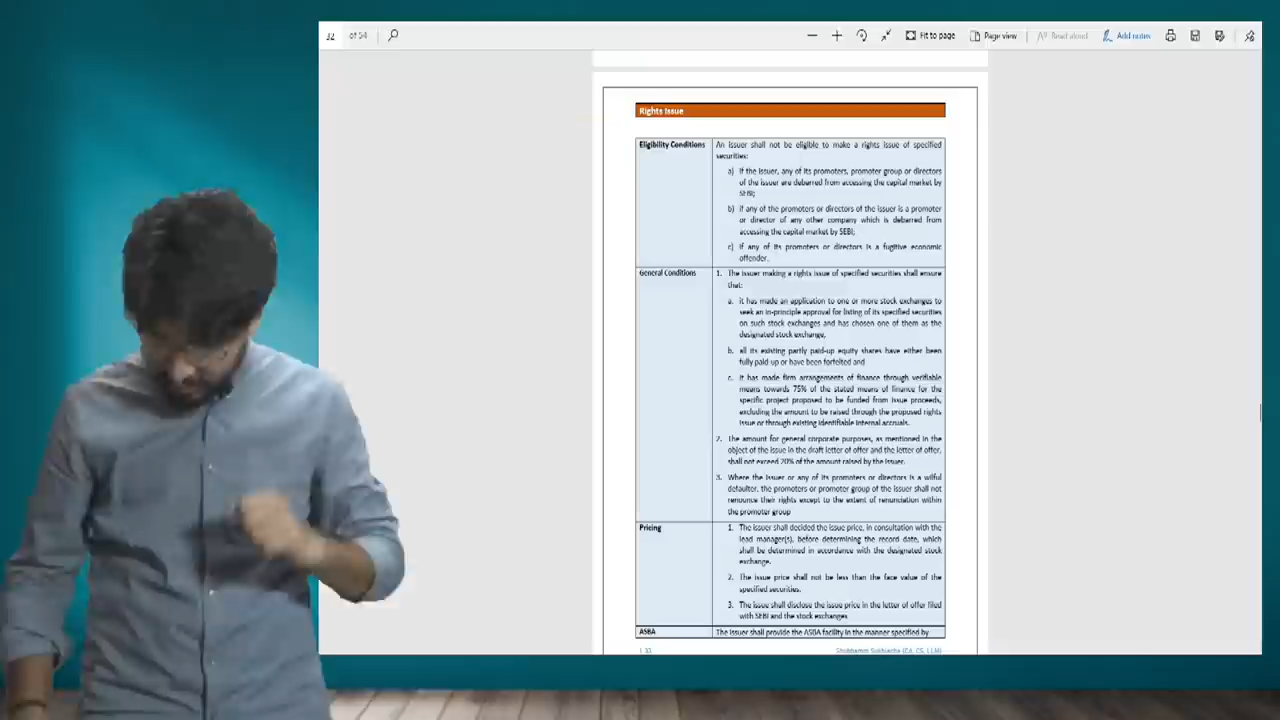 32 of 54
Fit to page
Page view
Read aloud
Add notes
Rights Issue
Eligibility Conditions
An issuer shall not be eligible to make a rights issue of specified
securities:
a) If the issuer, any of its promoters, promoter group or directors
of the issuer are debarred from accessing the capital market by
SEBI;
b) if any of the promoters or directors of the issuer is a promoter
or director of any other company which is debarred from
accessing the capital market by SEBI;
c) if any of its promoters or directors is a fugitive economic
offender.
General Conditions
1. The issuer making a rights issue of specified securities shall ensure
that:
a. it has made an application to one or more stock exchanges to
seek an in-principle approval for listing of its specified securities
on such stock exchanges and has chosen one of them as the
designated stock exchange,
b. all its existing partly paid-up equity shares have either been
fully paid up or have been forfeited and
c. it has made firm arrangements of finance through verifiable
means towards 75% of the stated means of finance for the
specific project proposed to be funded from issue proceeds,
excluding the amount to be raised through the proposed rights
issue or through existing identifiable internal accruals.
2. The amount for general corporate purposes, as mentioned in the
object of the issue in the draft letter of offer and the letter of offer,
shall not exceed 20% of the amount raised by the issuer.
3. Where the issuer or any of its promoters or directors is a wilful
defaulter, the promoters or promoter group of the issuer shall not
renounce their rights except to the extent of renunciation within
the promoter group
Pricing
1. The issuer shall decided the issue price, in consultation with the
lead manager(s), before determining the record date, which
shall be determined in accordance with the designated stock
exchange.
2. The issue price shall not be less than the face value of the
specified securities.
3. The issue shall disclose the issue price in the letter of offer filed
with SEBI and the stock exchanges
ASBA
The issuer shall provide the ASBA facility in the manner specified by
(CA, CS, LLM)